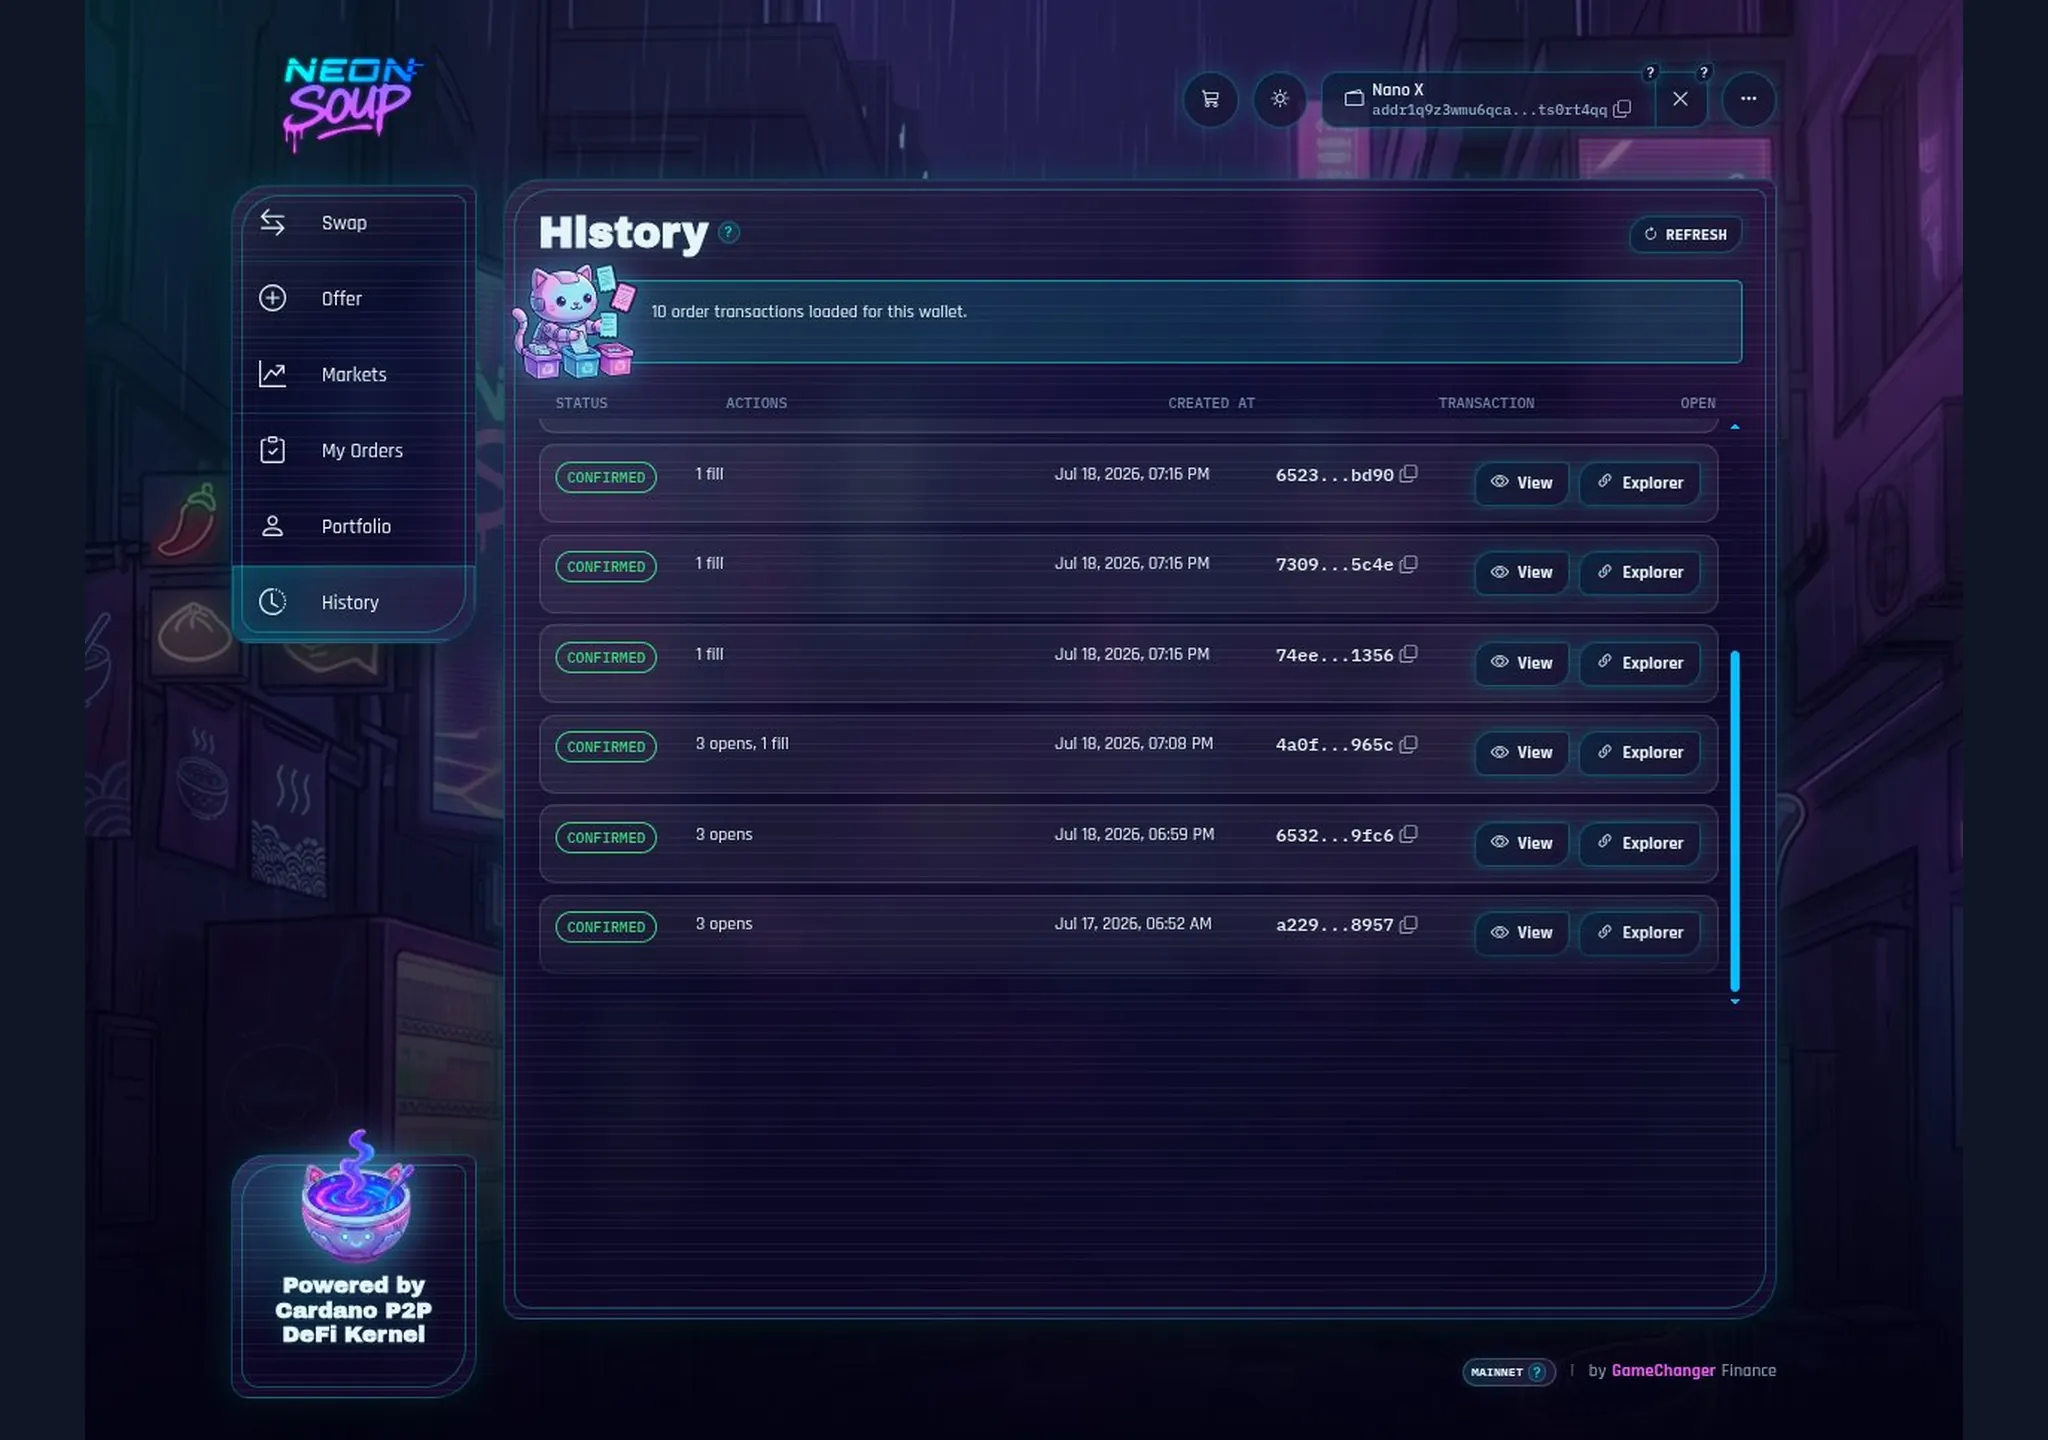 NEON
SOUP
Nano X
addr1q9z3wmu6qca...ts0rt4qq
?
?
Swap
Offer
Markets
My Orders
Portfolio
History
History ?
REFRESH
10 order transactions loaded for this wallet.
STATUS ACTIONS CREATED AT TRANSACTION OPEN
CONFIRMED 1 fill Jul 18, 2026, 07:16 PM 6523...bd90 View Explorer
CONFIRMED 1 fill Jul 18, 2026, 07:16 PM 7309...5c4e View Explorer
CONFIRMED 1 fill Jul 18, 2026, 07:16 PM 74ee...1356 View Explorer
CONFIRMED 3 opens, 1 fill Jul 18, 2026, 07:08 PM 4a0f...965c View Explorer
CONFIRMED 3 opens Jul 18, 2026, 06:59 PM 6532...9fc6 View Explorer
CONFIRMED 3 opens Jul 17, 2026, 06:52 AM a229...8957 View Explorer
Powered by
Cardano P2P
DeFi Kernel
MAINNET ? | by GameChanger Finance